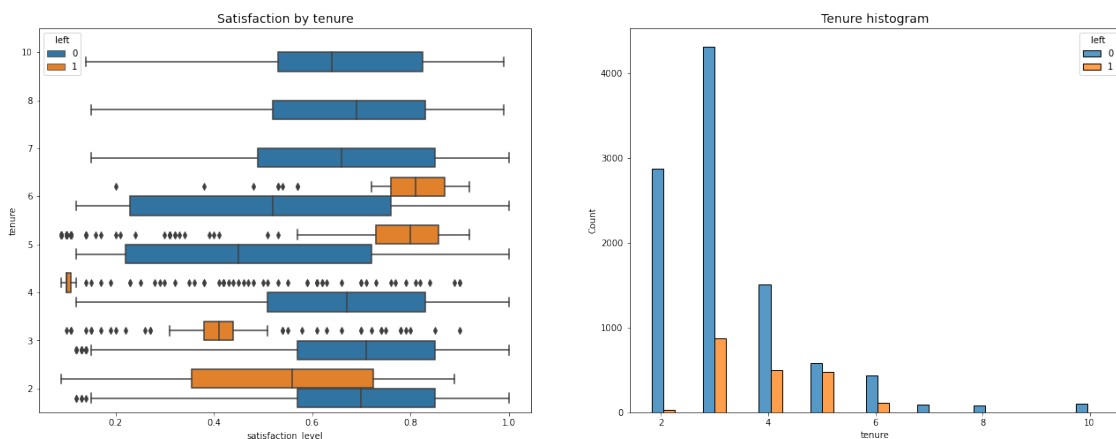 Satisfaction by tenure
left
0
1
10
8
7
6
5
4
3
2
tenure
0.2 0.4 0.6 0.8 1.0
satisfaction_level
Tenure histogram
left
0
1
4000
3000
2000
1000
0
Count
2 4 6 8 10
tenure